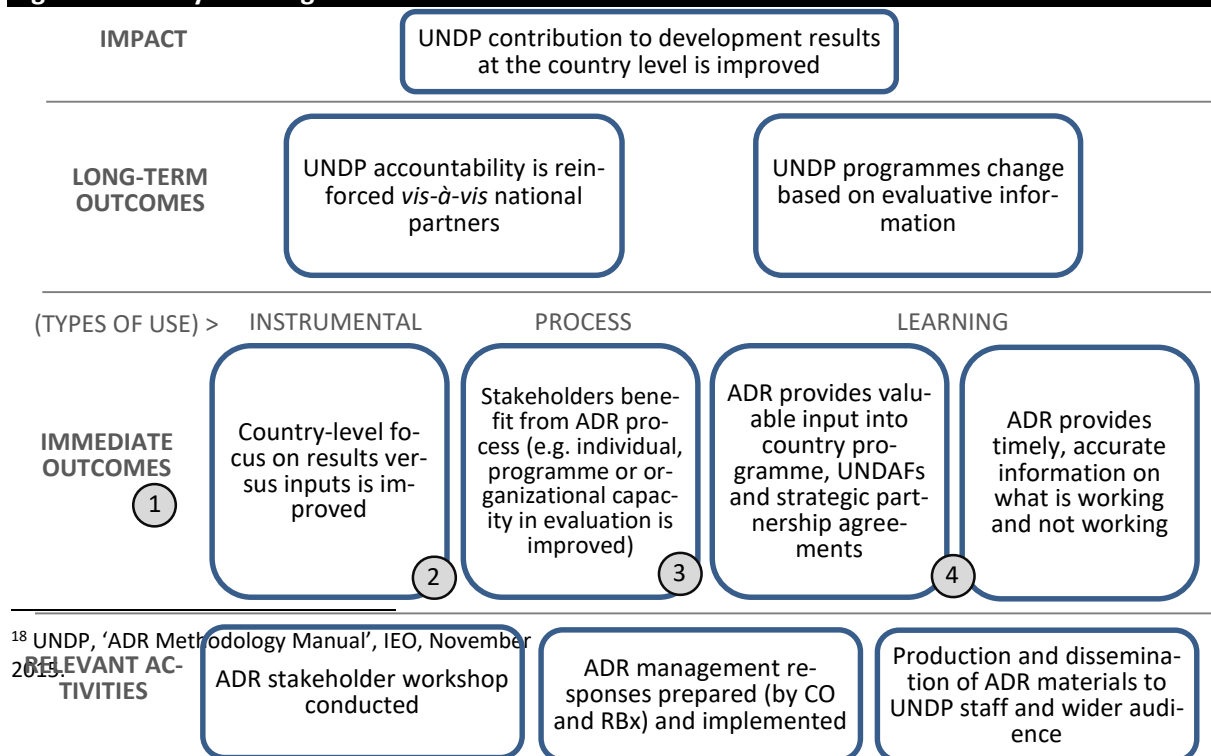 IMPACT
UNDP contribution to development results
at the country level is improved
LONG-TERM
OUTCOMES
UNDP accountability is rein-
forced vis-à-vis national
partners
UNDP programmes change
based on evaluative infor-
mation
(TYPES OF USE) >
INSTRUMENTAL
PROCESS
LEARNING
IMMEDIATE
OUTCOMES
1
Country-level fo-
cus on results ver-
sus inputs is im-
proved
2
Stakeholders bene-
fit from ADR pro-
cess (e.g. individual,
programme or or-
ganizational capac-
ity in evaluation is
improved)
3
ADR provides valu-
able input into
country pro-
gramme, UNDAFs
and strategic part-
nership agree-
ments
4
ADR provides
timely, accurate
information on
what is working
and not working
18 UNDP, ‘ADR Methodology Manual’, IEO, November
2015.
RELEVANT AC-
TIVITIES
ADR stakeholder workshop
conducted
ADR management re-
sponses prepared (by CO
and RBx) and implemented
Production and dissemina-
tion of ADR materials to
UNDP staff and wider audi-
ence